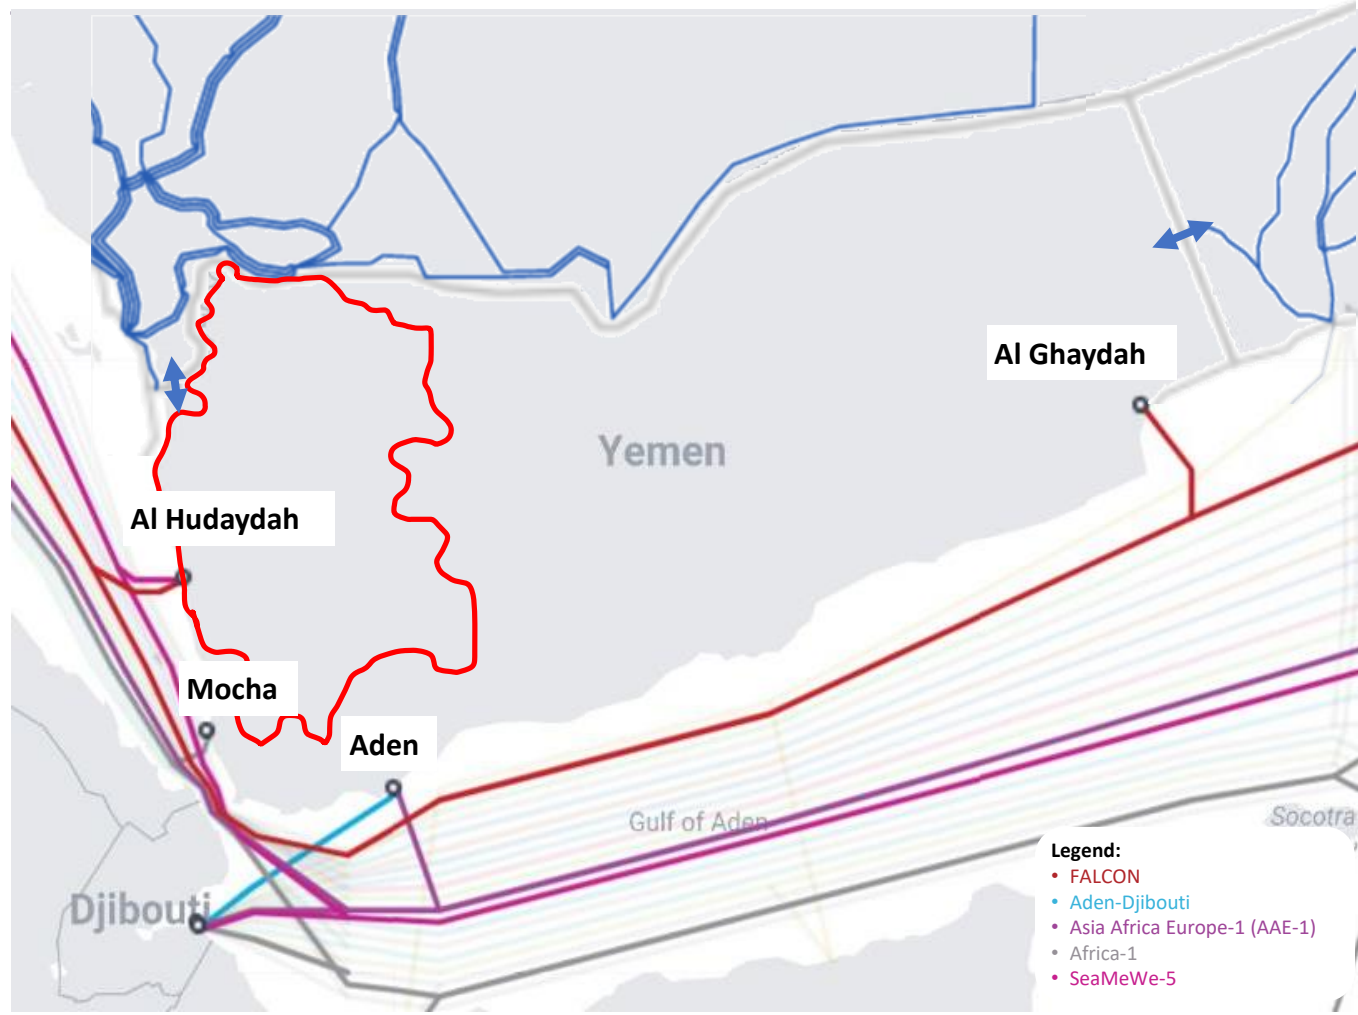 Al Ghaydah
Yemen
Al Hudaydah
Mocha
Aden
Gulf of Aden
Socotra
Djibouti
Legend:
• FALCON
• Aden-Djibouti
• Asia Africa Europe-1 (AAE-1)
• Africa-1
• SeaMeWe-5